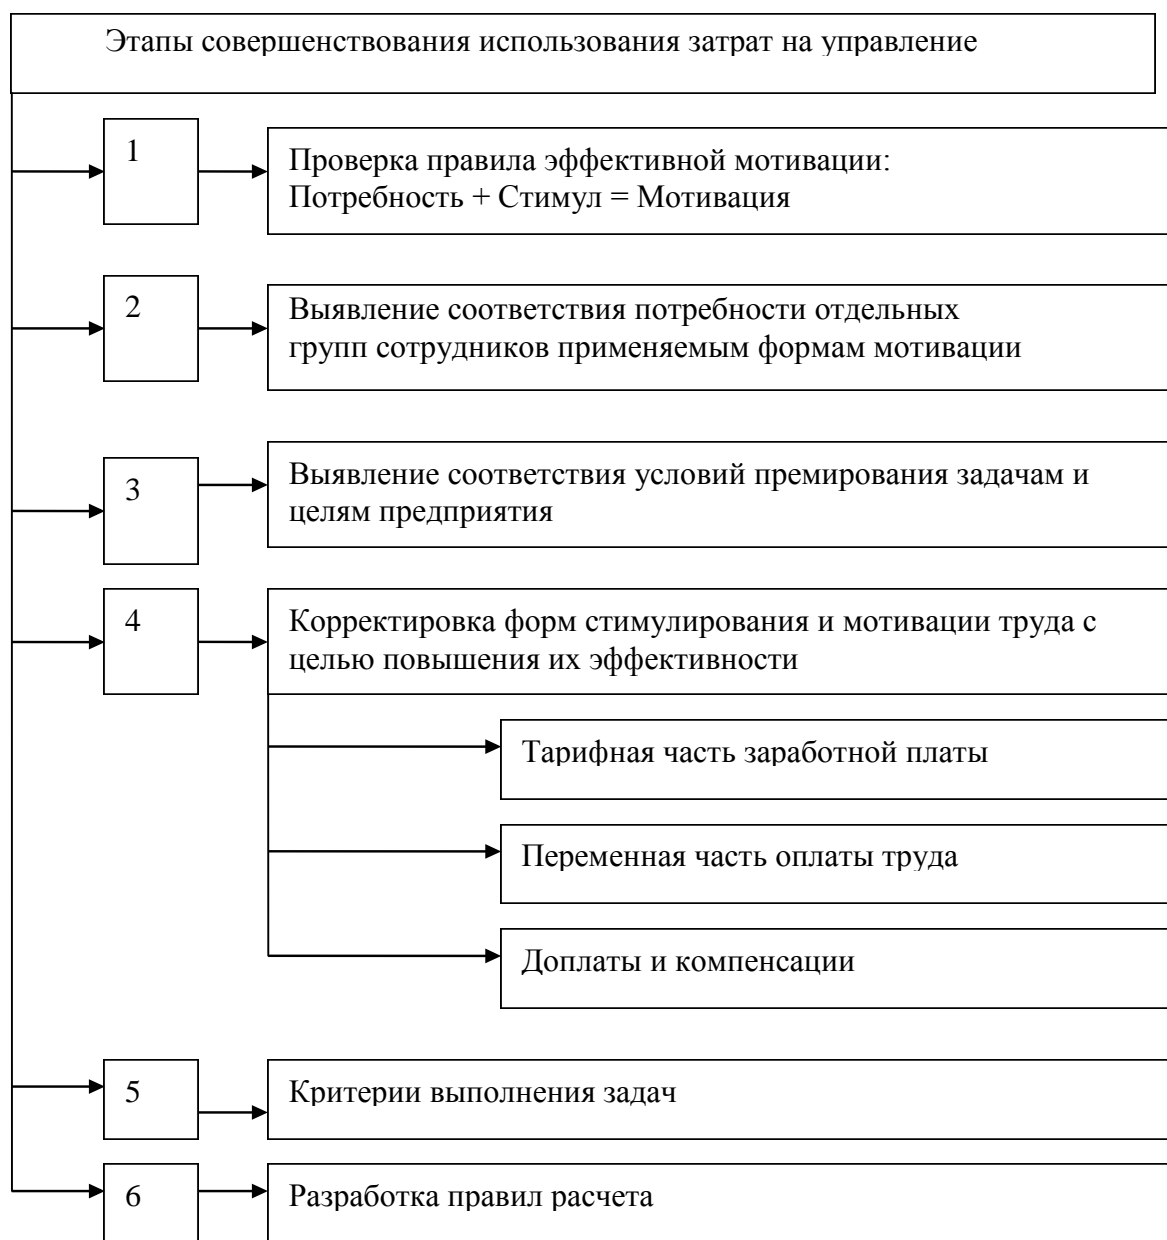 Этапы совершенствования использования затрат на управление
1
Проверка правила эффективной мотивации:
Потребность + Стимул = Мотивация
2
Выявление соответствия потребности отдельных
групп сотрудников применяемым формам мотивации
3
Выявление соответствия условий премирования задачам и
целям предприятия
4
Корректировка форм стимулирования и мотивации труда с
целью повышения их эффективности
Тарифная часть заработной платы
Переменная часть оплаты труда
Доплаты и компенсации
5
Критерии выполнения задач
6
Разработка правил расчета